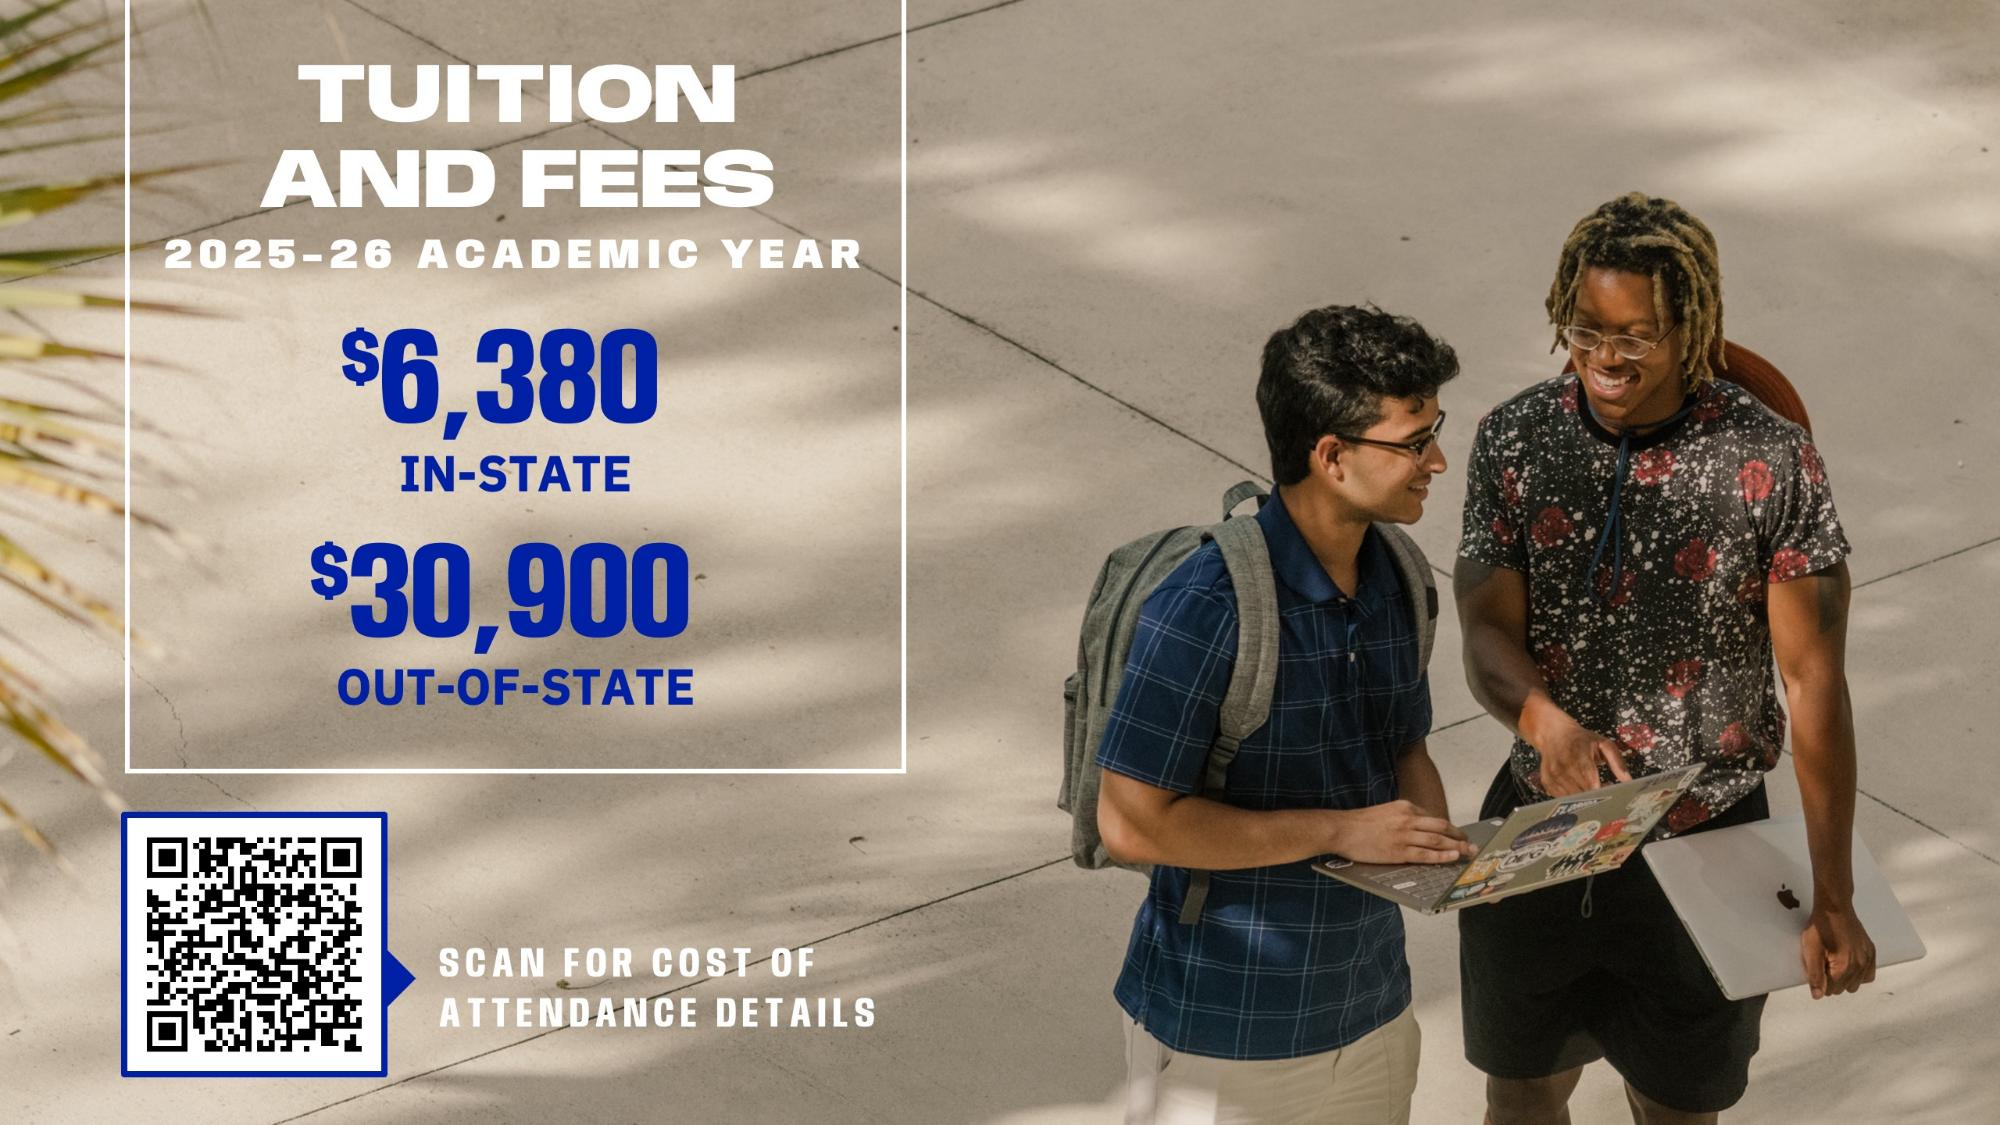 TUITION
AND FEES
2025-26 ACADEMIC YEAR
$6,380
IN-STATE
$30,900
OUT-OF-STATE
SCAN FOR COST OF
ATTENDANCE DETAILS